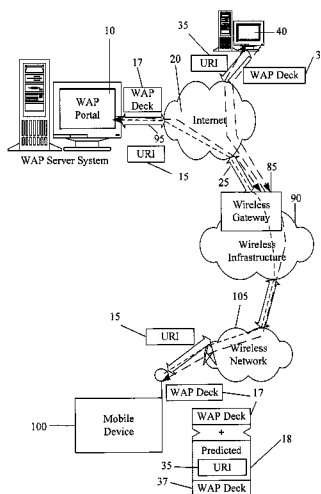 35
40
URI
10
20
17
WAP Deck
WAP
Portal
WAP
Deck
Internet
95
WAP Server System
URI
15
25
85
90
Wireless
Gateway
Wireless
Infrastructure
15
105
URI
Wireless
Network
WAP Deck
17
100
Mobile
Device
WAP Deck
17
+
Predicted
35
URI
18
37
WAP Deck